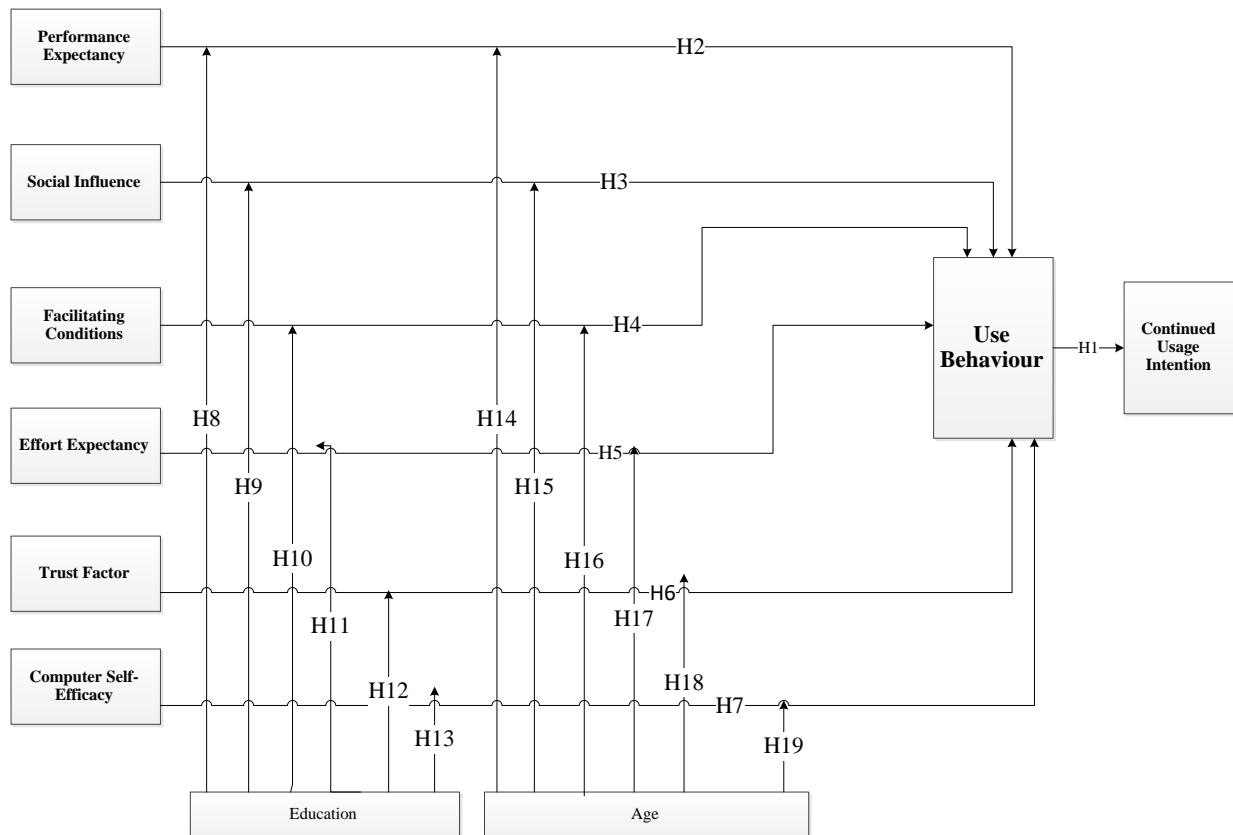 Performance
Expectancy
H2
Social Influence
H3
Facilitating
Conditions
H4
Use
Behaviour
H1
Continued
Usage
Intention
H8
H14
Effort Expectancy
H5
H9
H15
H10
H16
Trust Factor
H6
H11
H17
Computer Self-
Efficacy
H12
H18
H7
H13
H19
Education
Age